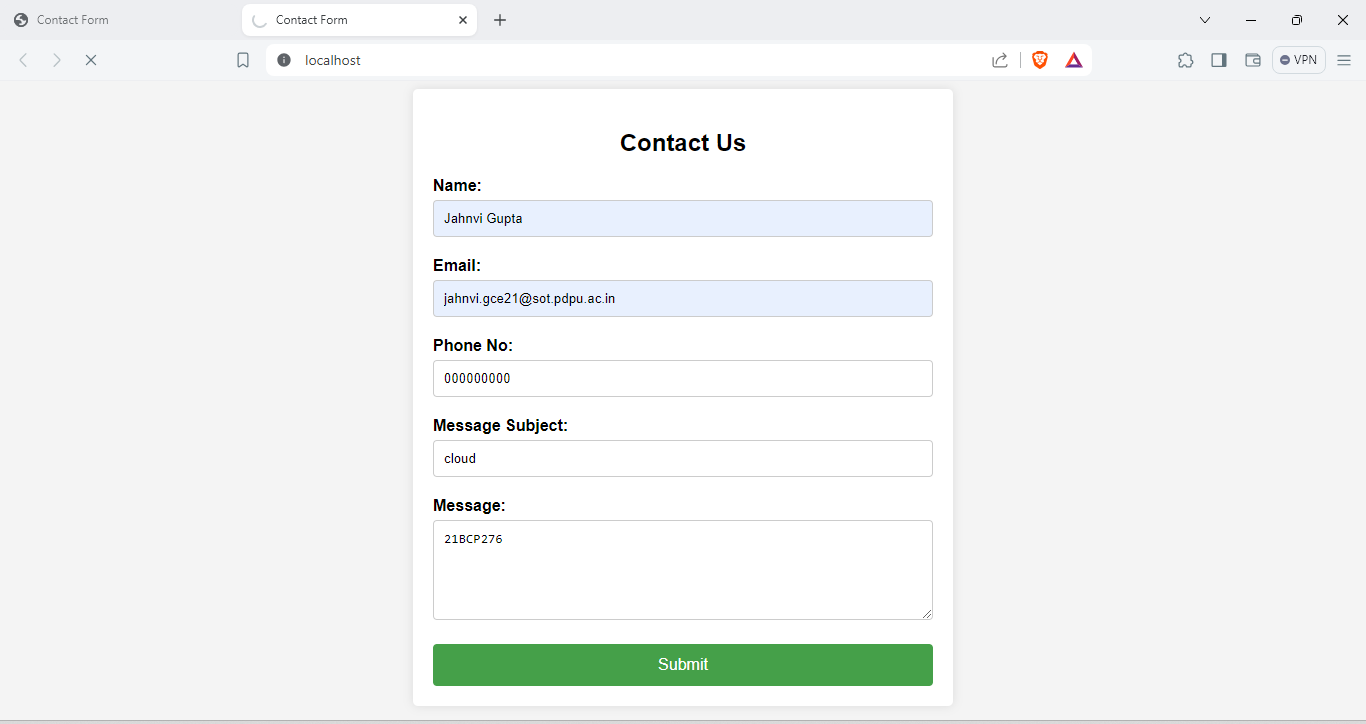 Contact Form
Contact Form
localhost
VPN
Contact Us
Name:
Jahnvi Gupta
Email:
jahnvi.gce21@sot.pdpu.ac.in
Phone No:
000000000
Message Subject:
cloud
Message:
21BCP276
Submit